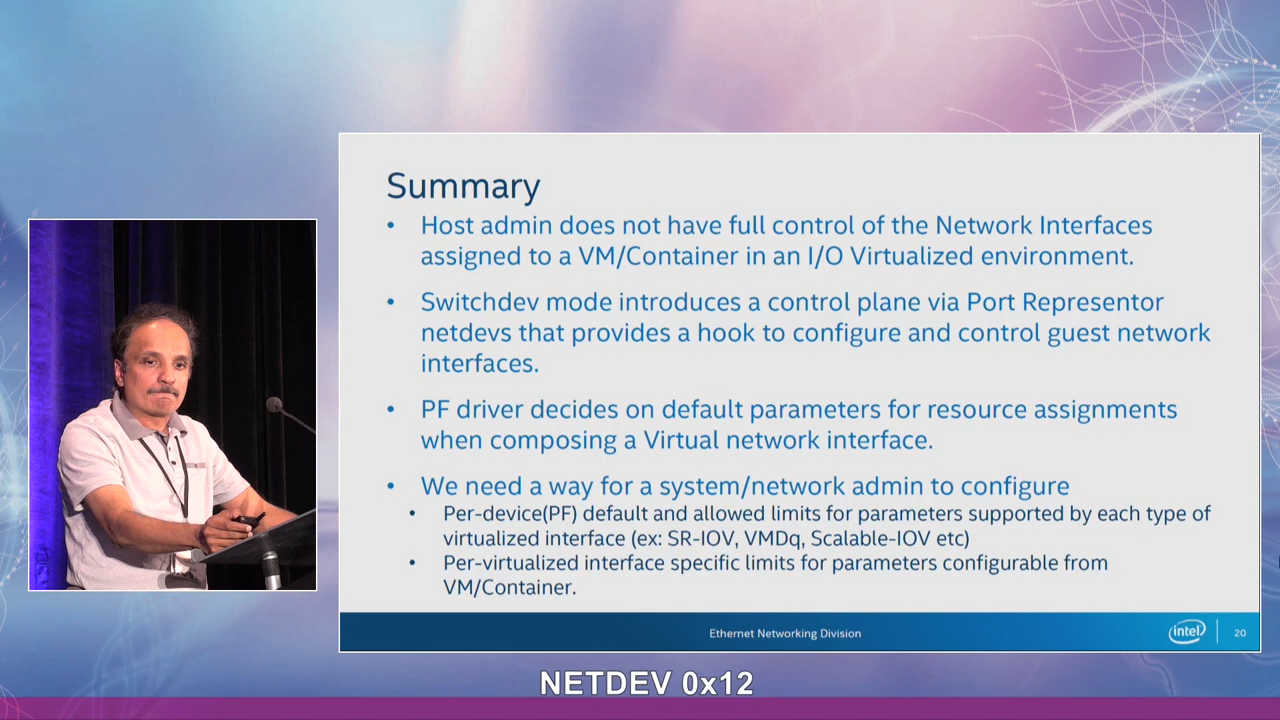 Summary
• Host admin does not have full control of the Network Interfaces
assigned to a VM/Container in an I/O Virtualized environment.
• Switchdev mode introduces a control plane via Port Representor
netdevs that provides a hook to configure and control guest network
interfaces.
• PF driver decides on default parameters for resource assignments
when composing a Virtual network interface.
• We need a way for a system/network admin to configure
• Per-device(PF) default and allowed limits for parameters supported by each type of
virtualized interface (ex: SR-IOV, VMDq, Scalable-IOV etc)
• Per-virtualized interface specific limits for parameters configurable from
VM/Container.
Ethernet Networking Division
intel
20
NETDEV 0x12